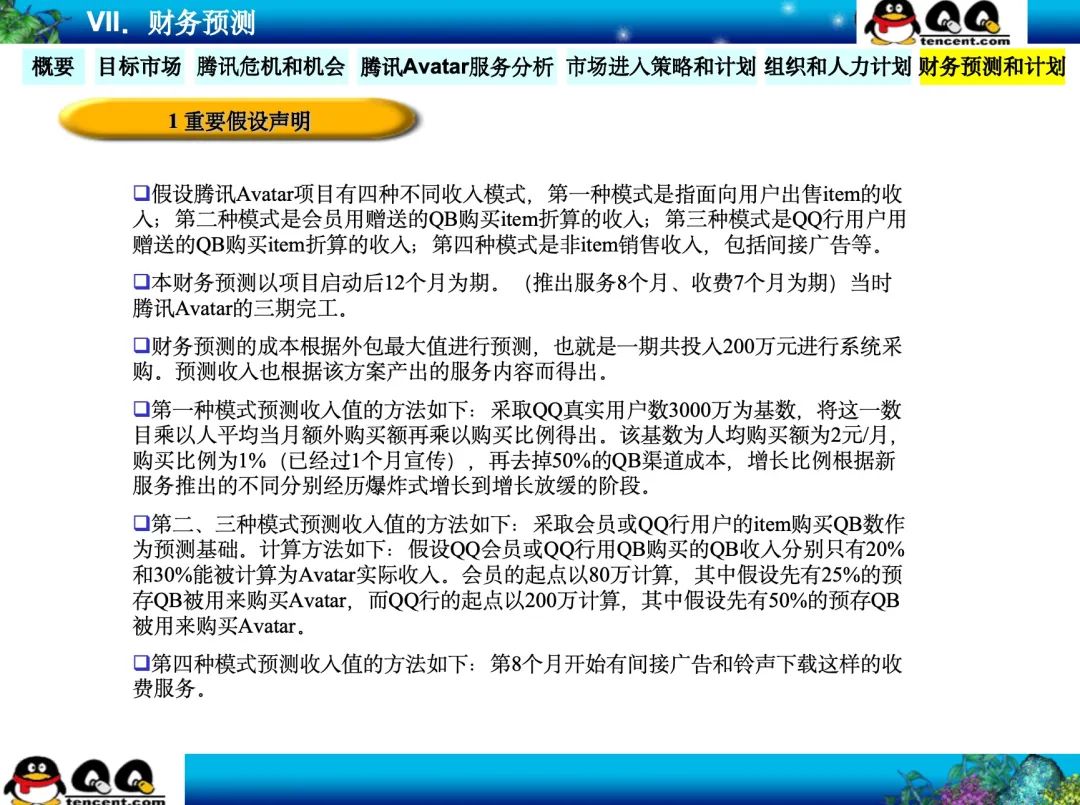 VII. 财务预测
QQ
tencent.com
概要 目标市场 腾讯危机和机会 腾讯Avatar服务分析 市场进入策略和计划 组织和人力计划 财务预测和计划
1 重要假设声明
❑假设腾讯Avatar项目有四种不同收入模式，第一种模式是指面向用户出售item的收
入；第二种模式是会员用赠送的QB购买item折算的收入；第三种模式是QQ行用户用
赠送的QB购买item折算的收入；第四种模式是非item销售收入，包括间接广告等。
❑本财务预测以项目启动后12个月为期。（推出服务8个月、收费7个月为期）当时
腾讯Avatar的三期完工。
❑财务预测的成本根据外包最大值进行预测，也就是一期共投入200万元进行系统采
购。预测收入也根据该方案产出的服务内容而得出。
❑第一种模式预测收入值的方法如下：采取QQ真实用户数3000万为基数，将这一数
目乘以人平均当月额外购买额再乘以购买比例得出。该基数为人均购买额为2元/月，
购买比例为1%（已经过1个月宣传），再去掉50%的QB渠道成本，增长比例根据新
服务推出的不同分别经历爆炸式增长到增长放缓的阶段。
❑第二、三种模式预测收入值的方法如下：采取会员或QQ行用户的item购买QB数作
为预测基础。计算方法如下：假设QQ会员或QQ行用QB购买的QB收入分别只有20%
和30%能被计算为Avatar实际收入。会员的起点以80万计算，其中假设先有25%的预
存QB被用来购买Avatar，而QQ行的起点以200万计算，其中假设先有50%的预存QB
被用来购买Avatar。
❑第四种模式预测收入值的方法如下：第8个月开始有间接广告和铃声下载这样的收
费服务。
QQ
tencent.com